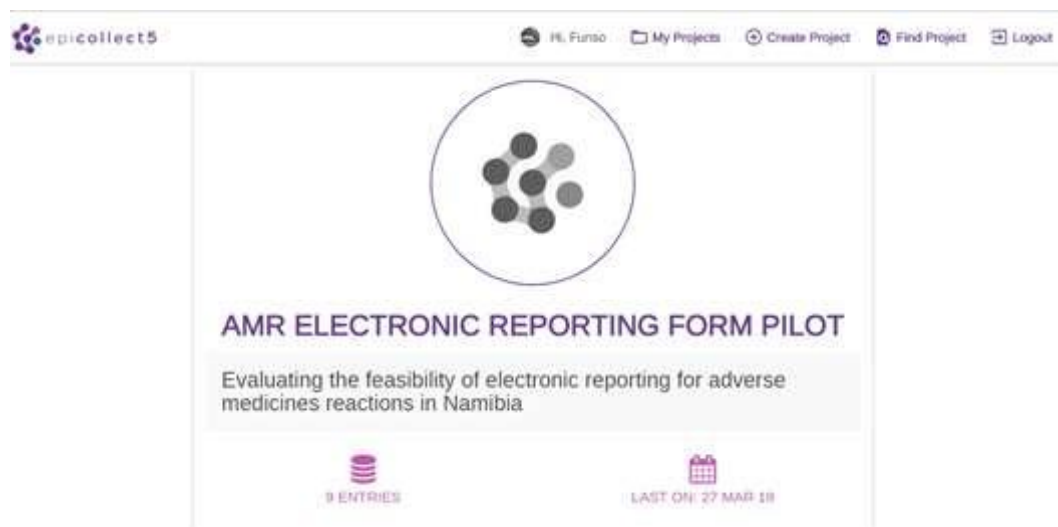 epicollect5
Hi, Funso
My Projects
Create Project
Find Project
Logout
AMR ELECTRONIC REPORTING FORM PILOT
Evaluating the feasibility of electronic reporting for adverse
medicines reactions in Namibia
9 ENTRIES
LAST ON: 27 MAR 19